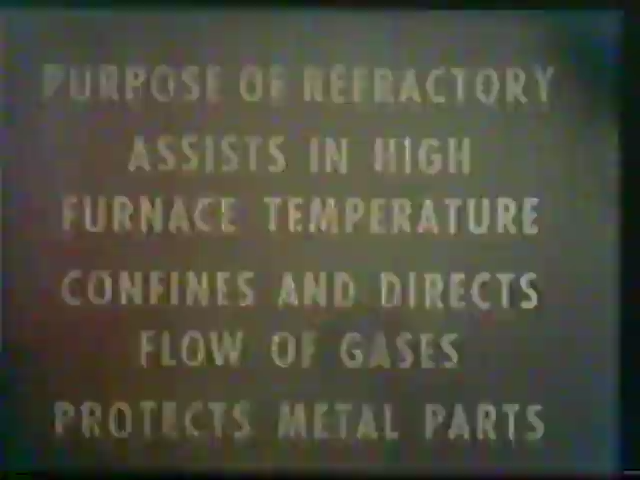 PURPOSE OF REFRACTORY
ASSISTS IN HIGH
FURNACE TEMPERATURE
CONFINES AND DIRECTS
FLOW OF GASES
PROTECTS METAL PARTS